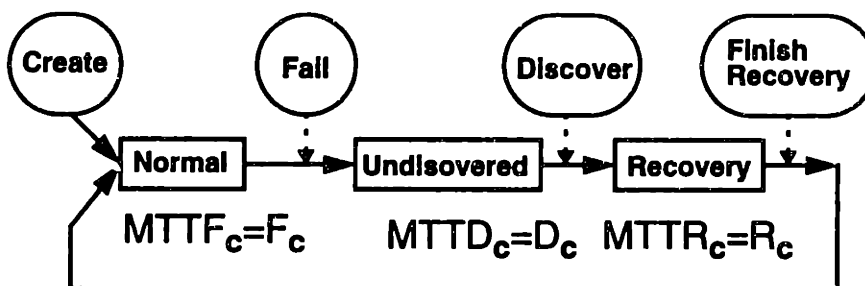 Create
Fail
Discover
Finish
Recovery
Normal
Undisovered
Recovery
MTTFc=Fc
MTTDc=Dc
MTTRc=Rc